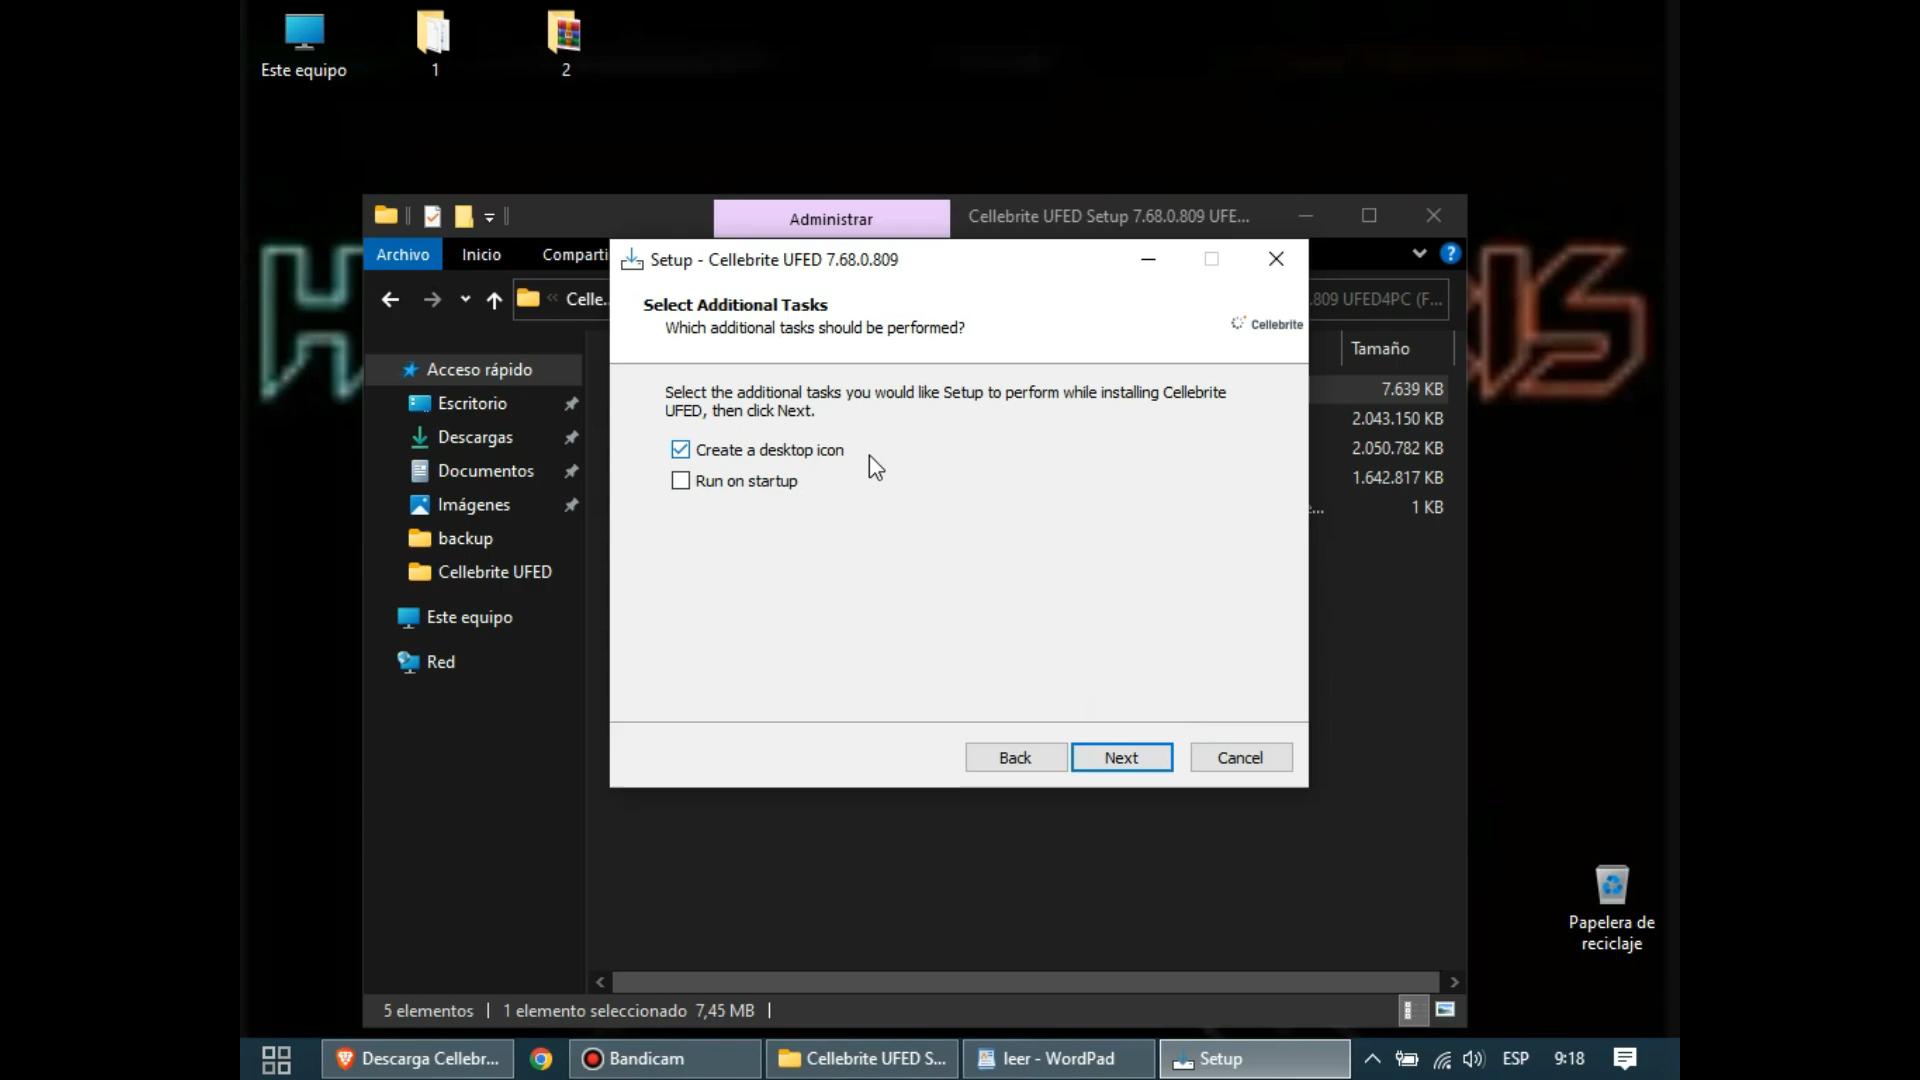 Este equipo
1
2
Administrar
Cellebrite UFED Setup 7.68.0.809 UFE...
Archivo
Inicio
Comparti
Setup - Cellebrite UFED 7.68.0.809
Celle.
.809 UFED4PC (F...
Select Additional Tasks
Which additional tasks should be performed?
Cellebrite
Tamaño
Acceso rápido
Escritorio
Descargas
Documentos
Imágenes
backup
Cellebrite UFED
Este equipo
Red
Select the additional tasks you would like Setup to perform while installing Cellebrite
UFED, then click Next.
Create a desktop icon
Run on startup
7.639 KB
2.043.150 KB
2.050.782 KB
1.642.817 KB
1 KB
Back
Next
Cancel
Papelera de
reciclaje
5 elementos
1 elemento seleccionado 7,45 MB
Descarga Cellebr...
Bandicam
Cellebrite UFED S...
leer - WordPad
Setup
ESP
9:18